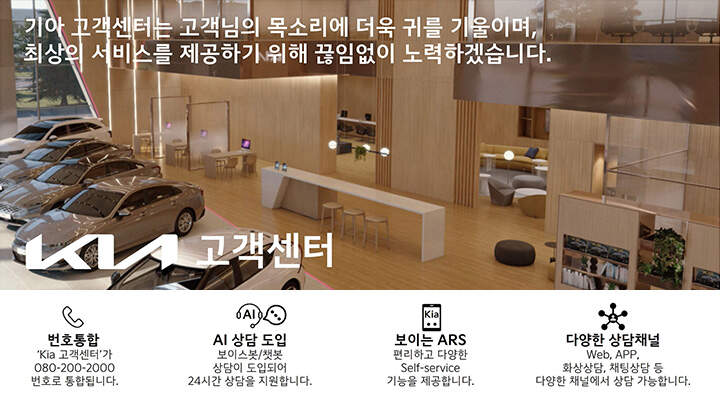 기아 고객센터는 고객님의 목소리에 더욱 귀를 기울이며,
최상의 서비스를 제공하기 위해 끊임없이 노력하겠습니다.
KIA 고객센터
번호통합
‘Kia 고객센터’가
080-200-2000
번호로 통합됩니다.
AI
AI 상담 도입
보이스봇/챗봇
상담이 도입되어
24시간 상담을 지원합니다.
Kia
보이는 ARS
편리하고 다양한
Self-service
기능을 제공합니다.
다양한 상담채널
Web, APP,
화상상담, 채팅상담 등
다양한 채널에서 상담 가능합니다.